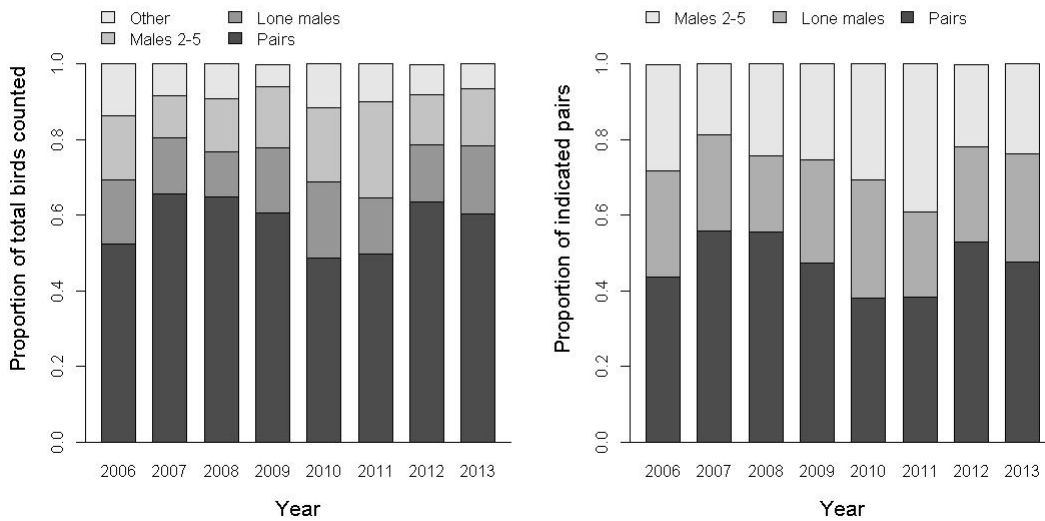 Other Lone males
Males 2-5 Pairs
Proportion of total birds counted
1.0
0.8
0.6
0.4
0.2
0.0
2006 2007 2008 2009 2010 2011 2012 2013
Year
Males 2-5 Lone males Pairs
Proportion of indicated pairs
1.0
0.8
0.6
0.4
0.2
0.0
2006 2007 2008 2009 2010 2011 2012 2013
Year